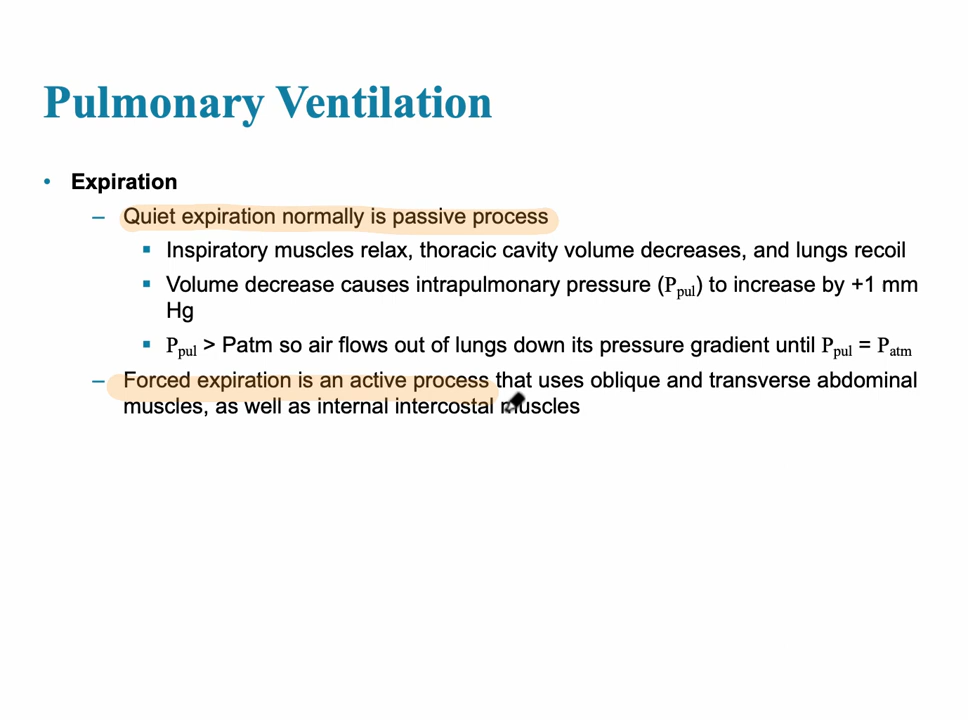 Pulmonary Ventilation
• Expiration
– Quiet expiration normally is passive process
▪ Inspiratory muscles relax, thoracic cavity volume decreases, and lungs recoil
▪ Volume decrease causes intrapulmonary pressure (Ppul) to increase by +1 mm
Hg
▪ Ppul > Patm so air flows out of lungs down its pressure gradient until Ppul = Patm
– Forced expiration is an active process that uses oblique and transverse abdominal
muscles, as well as internal intercostal muscles